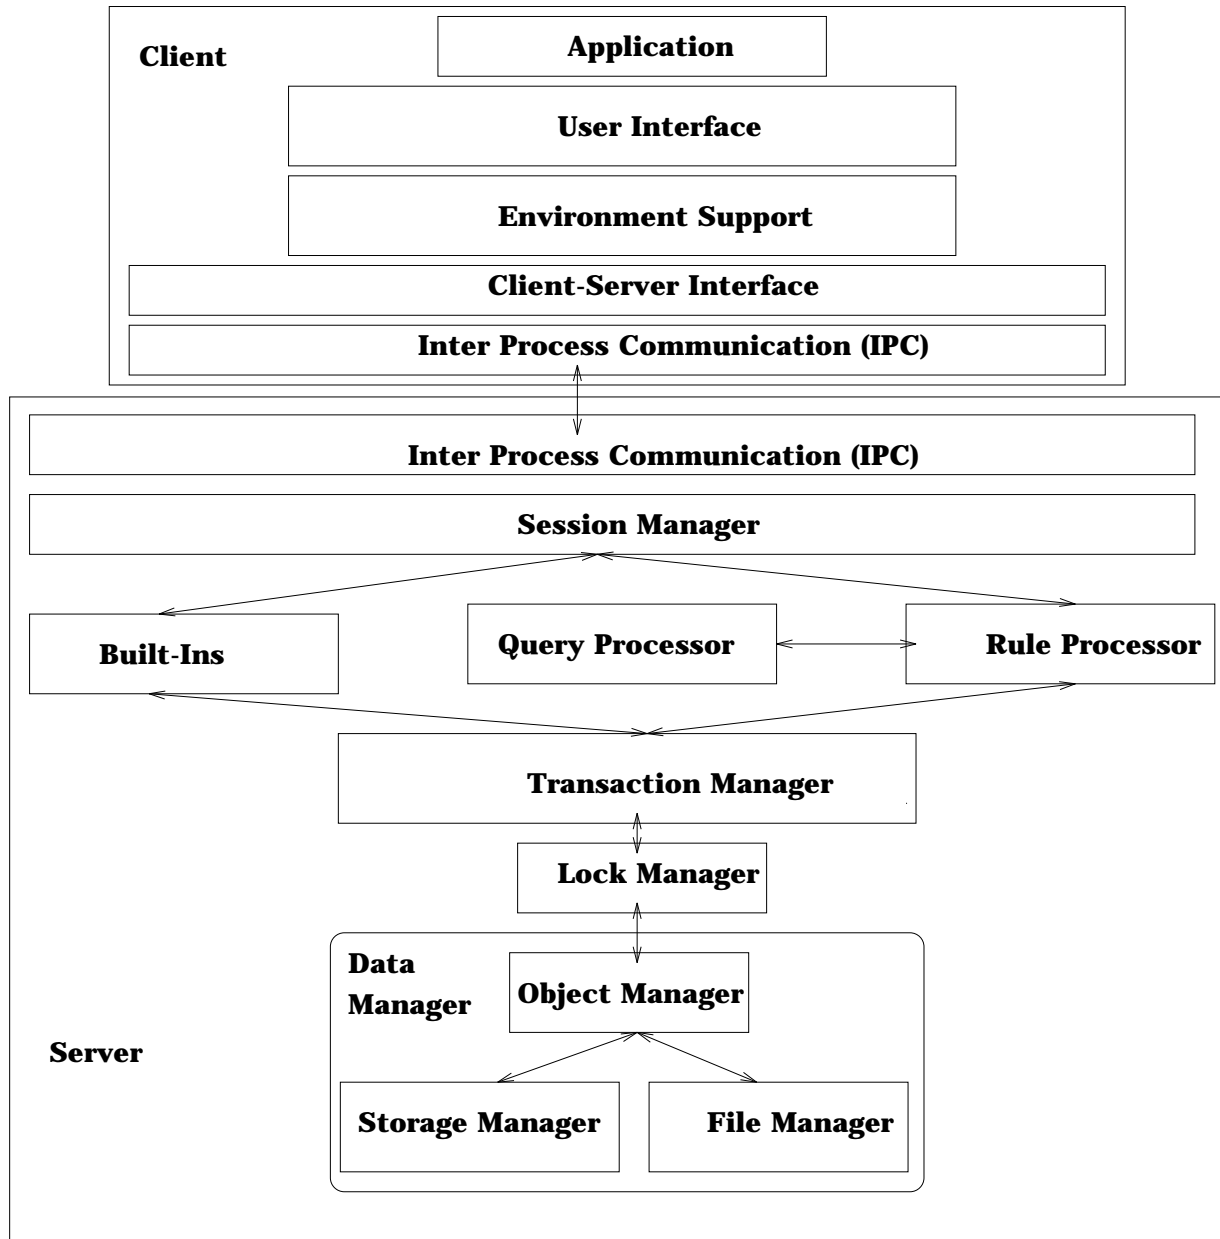 Client
Application
User Interface
Environment Support
Client-Server Interface
Inter Process Communication (IPC)
Inter Process Communication (IPC)
Session Manager
Built-Ins
Query Processor
Rule Processor
Transaction Manager
Lock Manager
Data
Manager
Object Manager
Server
Storage Manager
File Manager